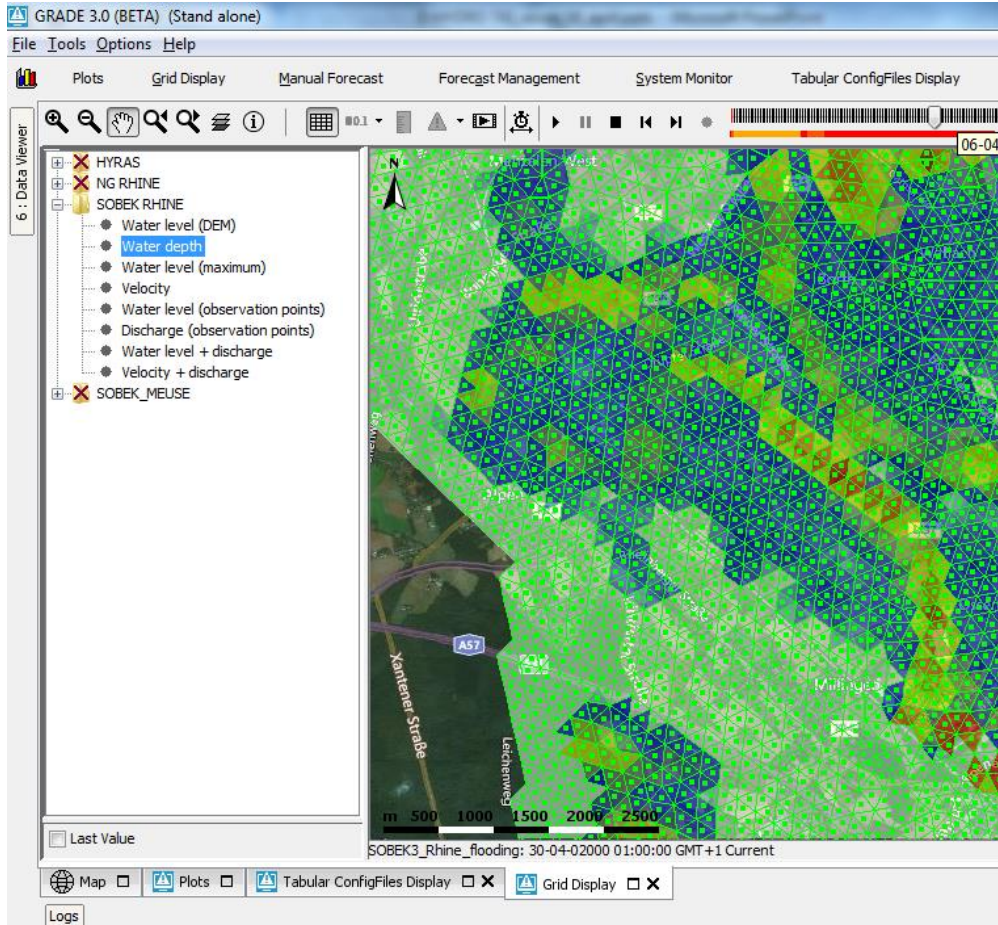 GRADE 3.0 (BETA) (Stand alone)
File Tools Options Help
Plots Grid Display Manual Forecast Forecast Management System Monitor Tabular ConfigFiles Display
0.1
06-04
6 : Data Viewer
HYRAS
NG RHINE
SOBEK RHINE
Water level (DEM)
Water depth
Water level (maximum)
Velocity
Water level (observation points)
Discharge (observation points)
Water level + discharge
Velocity + discharge
SOBEK_MEUSE
N
Alpen
A57
Xantener Straße
Leichenweg
Millingen
m 500 1000 1500 2000 2500
Last Value
SOBEK3_Rhine_flooding: 30-04-02000 01:00:00 GMT+1 Current
Map Plots Tabular ConfigFiles Display Grid Display
Logs